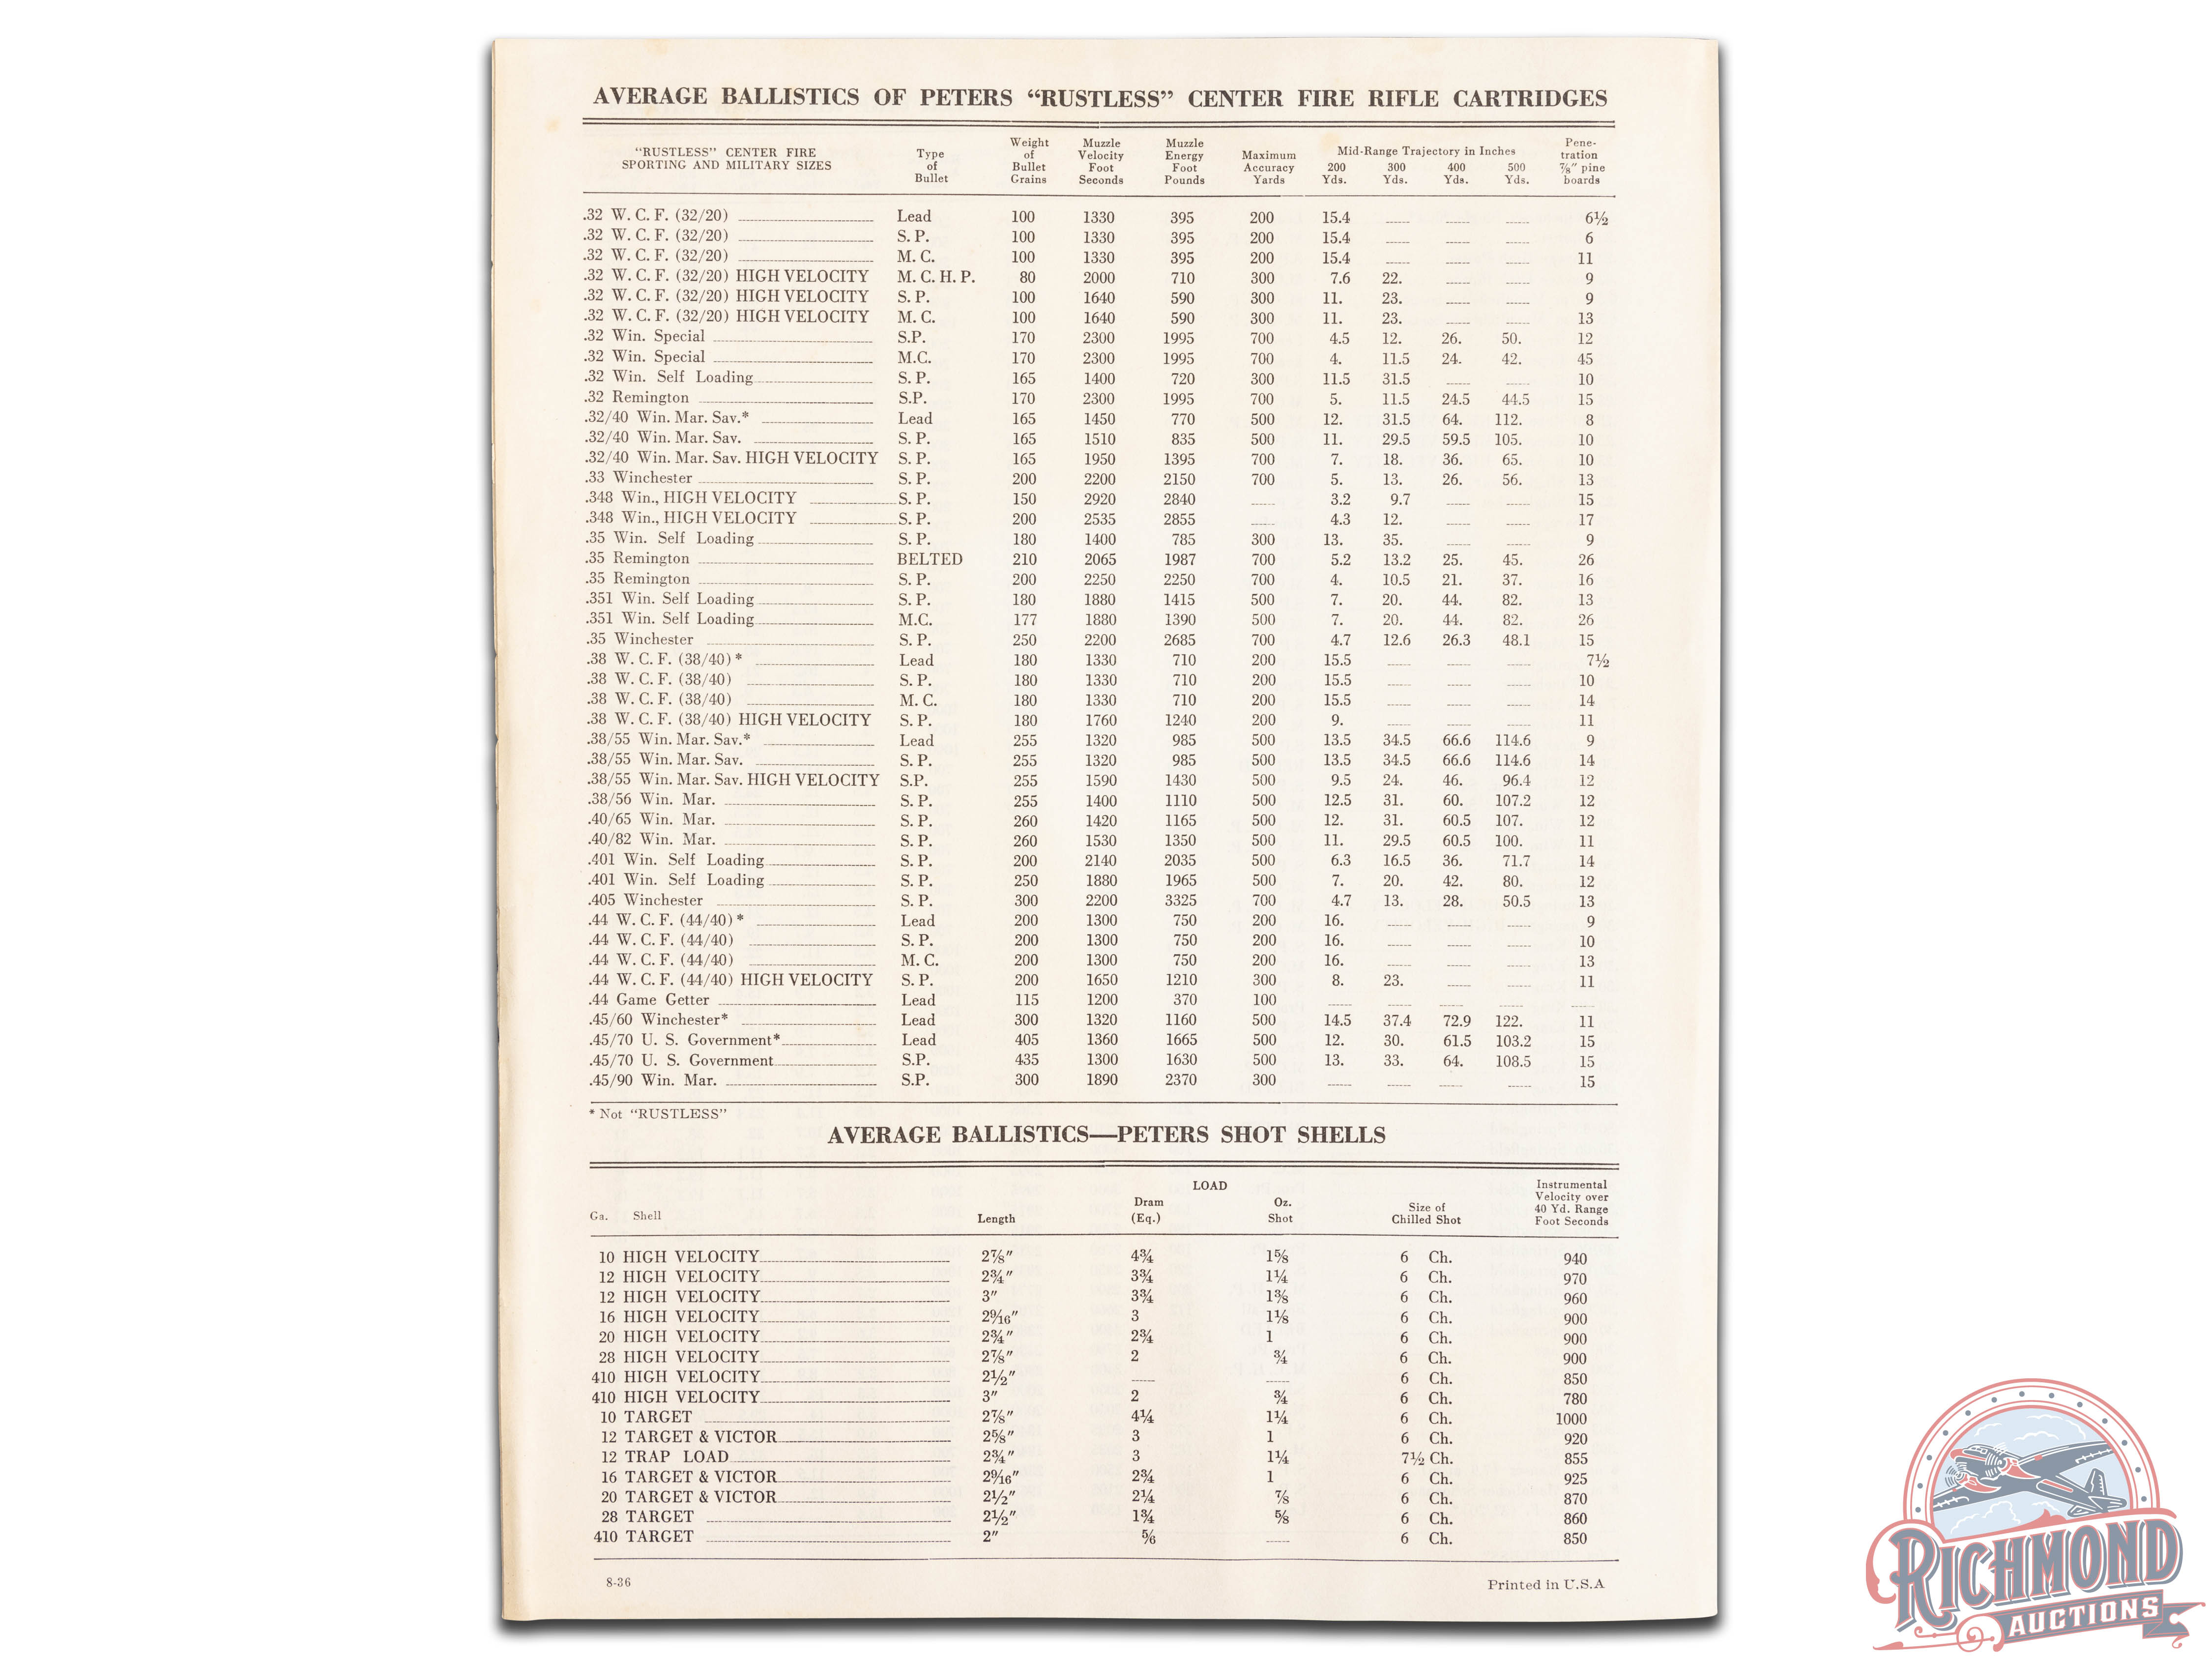 AVERAGE BALLISTICS OF PETERS “RUSTLESS” CENTER FIRE RIFLE CARTRIDGES
“RUSTLESS” CENTER FIRE SPORTING AND MILITARY SIZES Type of Bullet Weight of Bullet Grains Muzzle Velocity Foot Seconds Muzzle Energy Foot Pounds Maximum Accuracy Yards Mid-Range Trajectory in Inches 200 Yds. 300 Yds. 400 Yds. 500 Yds. Pene-tration ⅞″ pine boards
.32 W. C. F. (32/20) Lead 100 1330 395 200 15.4 ---- ---- ---- 6½
.32 W. C. F. (32/20) S. P. 100 1330 395 200 15.4 ---- ---- ---- 6
.32 W. C. F. (32/20) M. C. 100 1330 395 200 15.4 ---- ---- ---- 11
.32 W. C. F. (32/20) HIGH VELOCITY M. C. H. P. 80 2000 710 300 7.6 22. ---- ---- 9
.32 W. C. F. (32/20) HIGH VELOCITY S. P. 100 1640 590 300 11. 23. ---- ---- 9
.32 W. C. F. (32/20) HIGH VELOCITY M. C. 100 1640 590 300 11. 23. ---- ---- 13
.32 Win. Special S.P. 170 2300 1995 700 4.5 12. 26. 50. 12
.32 Win. Special M.C. 170 2300 1995 700 4. 11.5 24. 42. 45
.32 Win. Self Loading S. P. 165 1400 720 300 11.5 31.5 ---- ---- 10
.32 Remington S.P. 170 2300 1995 700 5. 11.5 24.5 44.5 15
.32/40 Win. Mar. Sav.* Lead 165 1450 770 500 12. 31.5 64. 112. 8
.32/40 Win. Mar. Sav. S. P. 165 1510 835 500 11. 29.5 59.5 105. 10
.32/40 Win. Mar. Sav. HIGH VELOCITY S. P. 165 1950 1395 700 7. 18. 36. 65. 10
.33 Winchester S. P. 200 2200 2150 700 5. 13. 26. 56. 13
.348 Win., HIGH VELOCITY S. P. 150 2920 2840 ---- 3.2 9.7 ---- ---- 15
.348 Win., HIGH VELOCITY S. P. 200 2535 2855 ---- 4.3 12. ---- ---- 17
.35 Win. Self Loading S. P. 180 1400 785 300 13. 35. ---- ---- 9
.35 Remington BELTED 210 2065 1987 700 5.2 13.2 25. 45. 26
.35 Remington S. P. 200 2250 2250 700 4. 10.5 21. 37. 16
.351 Win. Self Loading S. P. 180 1880 1415 500 7. 20. 44. 82. 13
.351 Win. Self Loading M.C. 177 1880 1390 500 7. 20. 44. 82. 26
.35 Winchester S. P. 250 2200 2685 700 4.7 12.6 26.3 48.1 15
.38 W. C. F. (38/40) * Lead 180 1330 710 200 15.5 ---- ---- ---- 7½
.38 W. C. F. (38/40) S. P. 180 1330 710 200 15.5 ---- ---- ---- 10
.38 W. C. F. (38/40) M. C. 180 1330 710 200 15.5 ---- ---- ---- 14
.38 W. C. F. (38/40) HIGH VELOCITY S. P. 180 1760 1240 200 9. ---- ---- ---- 11
.38/55 Win. Mar. Sav.* Lead 255 1320 985 500 13.5 34.5 66.6 114.6 9
.38/55 Win. Mar. Sav. S. P. 255 1320 985 500 13.5 34.5 66.6 114.6 14
.38/55 Win. Mar. Sav. HIGH VELOCITY S.P. 255 1590 1430 500 9.5 24. 46. 96.4 12
.38/56 Win. Mar. S. P. 255 1400 1110 500 12.5 31. 60. 107.2 12
.40/65 Win. Mar. S. P. 260 1420 1165 500 12. 31. 60.5 107. 12
.40/82 Win. Mar. S. P. 260 1530 1350 500 11. 29.5 60.5 100. 11
.401 Win. Self Loading S. P. 200 2140 2035 500 6.3 16.5 36. 71.7 14
.401 Win. Self Loading S. P. 250 1880 1965 500 7. 20. 42. 80. 12
.405 Winchester S. P. 300 2200 3325 700 4.7 13. 28. 50.5 13
.44 W. C. F. (44/40) * Lead 200 1300 750 200 16. ---- ---- ---- 9
.44 W. C. F. (44/40) S. P. 200 1300 750 200 16. ---- ---- ---- 10
.44 W. C. F. (44/40) M. C. 200 1300 750 200 16. ---- ---- ---- 13
.44 W. C. F. (44/40) HIGH VELOCITY S. P. 200 1650 1210 300 8. 23. ---- ---- 11
.44 Game Getter Lead 115 1200 370 100 ---- ---- ---- ---- ----
.45/60 Winchester* Lead 300 1320 1160 500 14.5 37.4 72.9 122. 11
.45/70 U. S. Government* Lead 405 1360 1665 500 12. 30. 61.5 103.2 15
.45/70 U. S. Government S.P. 435 1300 1630 500 13. 33. 64. 108.5 15
.45/90 Win. Mar. S.P. 300 1890 2370 300 ---- ---- ---- ---- 15
* Not “RUSTLESS”
AVERAGE BALLISTICS—PETERS SHOT SHELLS
Ga. Shell Length LOAD Dram (Eq.) Oz. Shot Size of Chilled Shot Instrumental Velocity over 40 Yd. Range Foot Seconds
10 HIGH VELOCITY 2⅞″ 4¾ 1⅝ 6 Ch. 940
12 HIGH VELOCITY 2¾″ 3¾ 1¼ 6 Ch. 970
12 HIGH VELOCITY 3″ 3¾ 1⅜ 6 Ch. 960
16 HIGH VELOCITY 2 9/16″ 3 1⅛ 6 Ch. 900
20 HIGH VELOCITY 2¾″ 2¾ 1 6 Ch. 900
28 HIGH VELOCITY 2⅞″ 2 ¾ 6 Ch. 900
410 HIGH VELOCITY 2½″ ---- ---- 6 Ch. 850
410 HIGH VELOCITY 3″ 2 ¾ 6 Ch. 780
10 TARGET 2⅞″ 4¼ 1¼ 6 Ch. 1000
12 TARGET & VICTOR 2⅝″ 3 1 6 Ch. 920
12 TRAP LOAD 2¾″ 3 1¼ 7½ Ch. 855
16 TARGET & VICTOR 2 9/16″ 2¾ 1 6 Ch. 925
20 TARGET & VICTOR 2½″ 2¼ ⅞ 6 Ch. 870
28 TARGET 2½″ 1¾ ⅝ 6 Ch. 860
410 TARGET 2″ ⅚ ---- 6 Ch. 850
8-36 Printed in U.S.A
RICHMOND
AUCTIONS